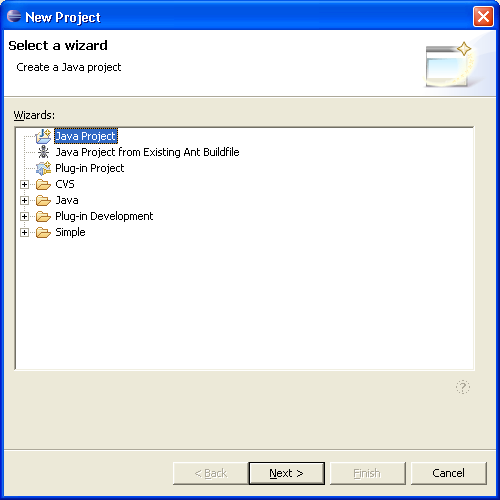 New Project
Select a wizard
Create a Java project
Wizards:
Java Project
Java Project from Existing Ant Buildfile
Plug-in Project
CVS
Java
Plug-in Development
Simple
?
< Back Next > Finish Cancel